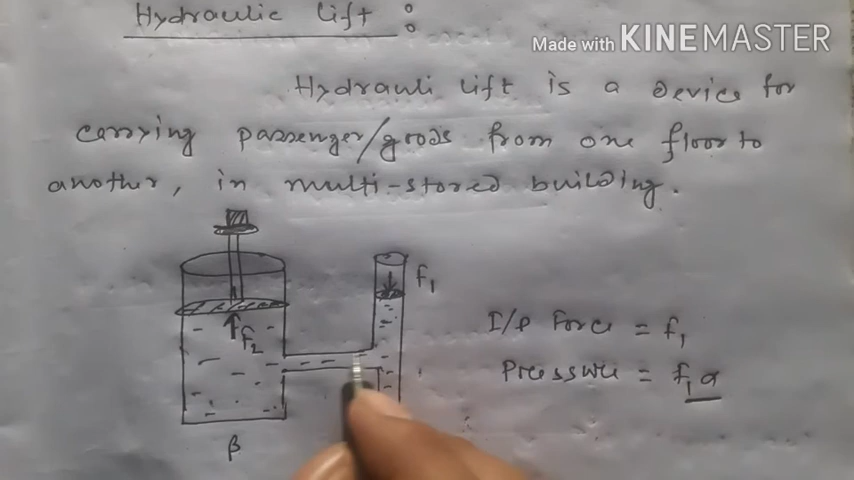 Hydraulic lift :
Made with KINEMASTER
Hydrauli lift is a device for
carrying passenger/goods from one floor to
another, in multi-stored building.
f1
f2
I/P Force = f1
Pressure = f1 a
B